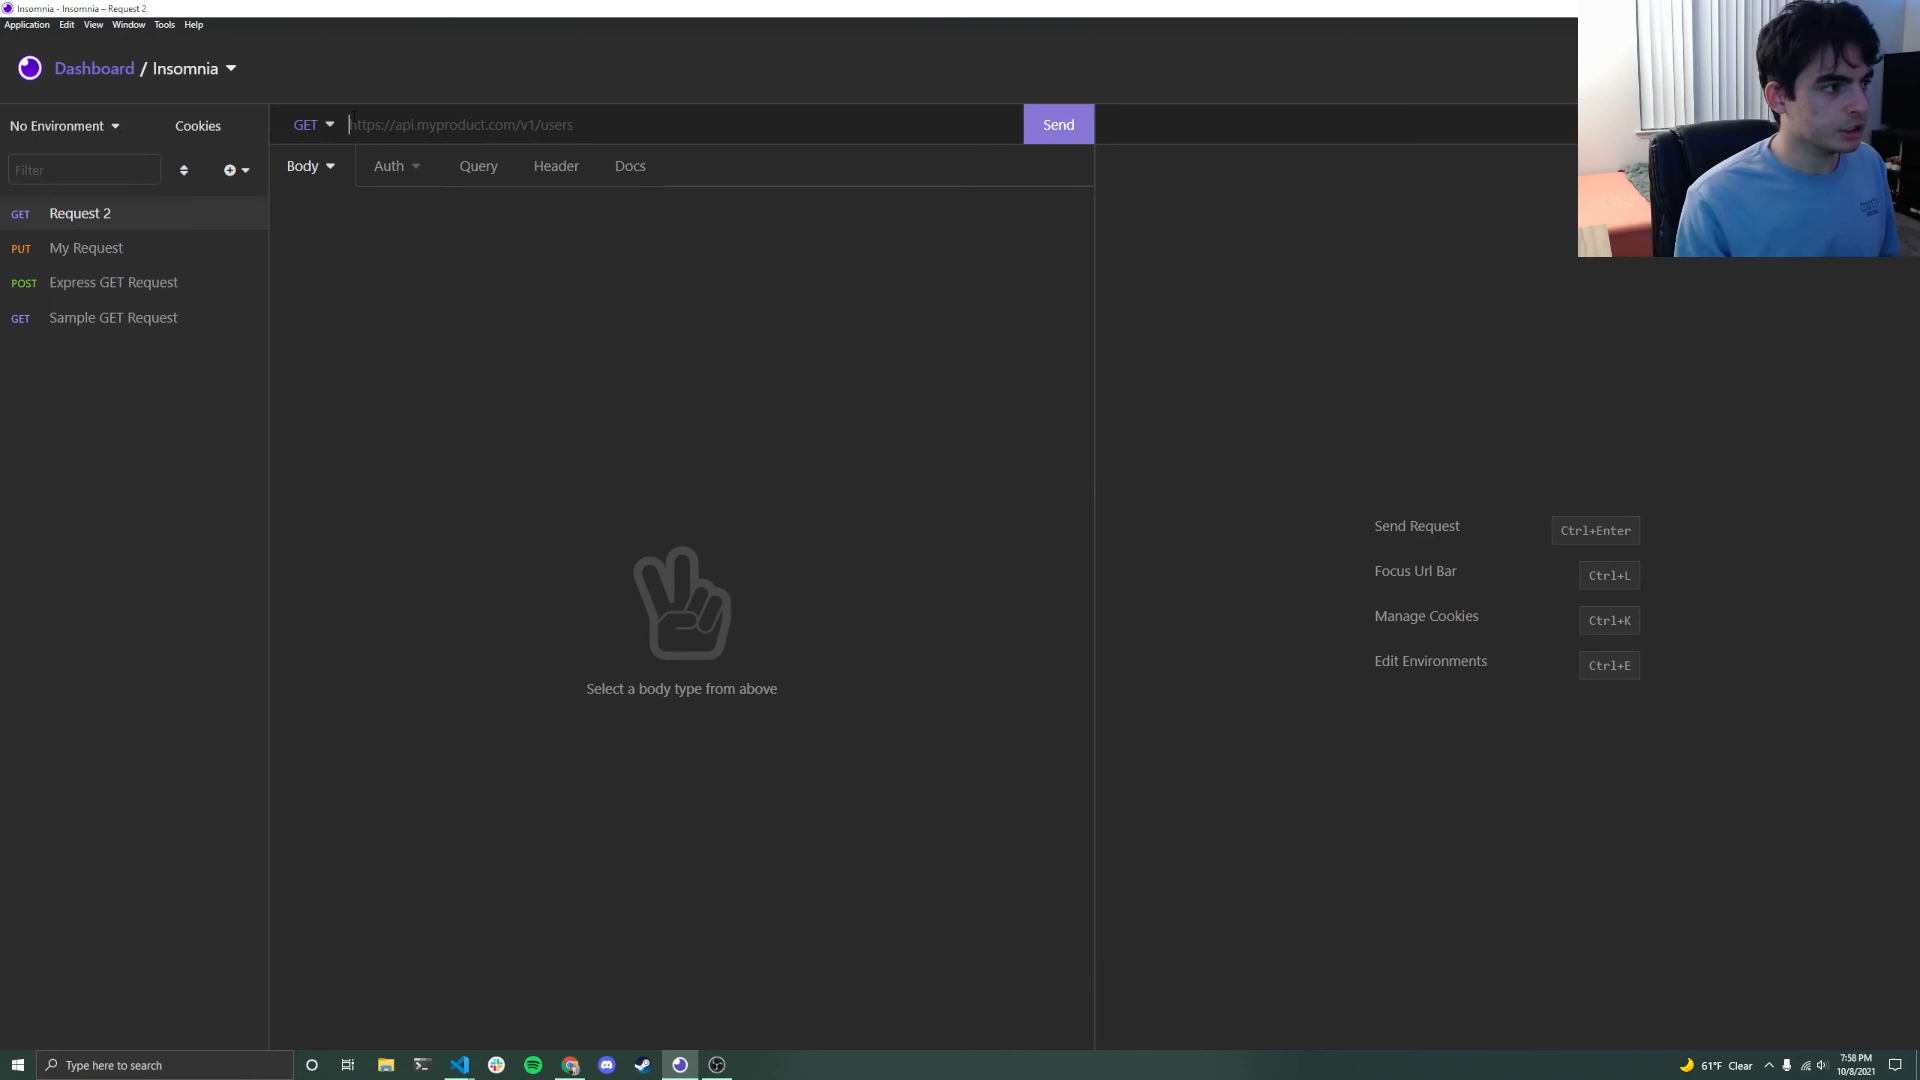 Insomnia - Insomnia – Request 2
Application Edit View Window Tools Help
Dashboard / Insomnia
No Environment Cookies
GET https://api.myproduct.com/v1/users Send
Filter
Body Auth Query Header Docs
GET Request 2
PUT My Request
POST Express GET Request
GET Sample GET Request
Select a body type from above
Send Request Ctrl+Enter
Focus Url Bar Ctrl+L
Manage Cookies Ctrl+K
Edit Environments Ctrl+E
Type here to search
61°F Clear
7:58 PM
10/8/2021